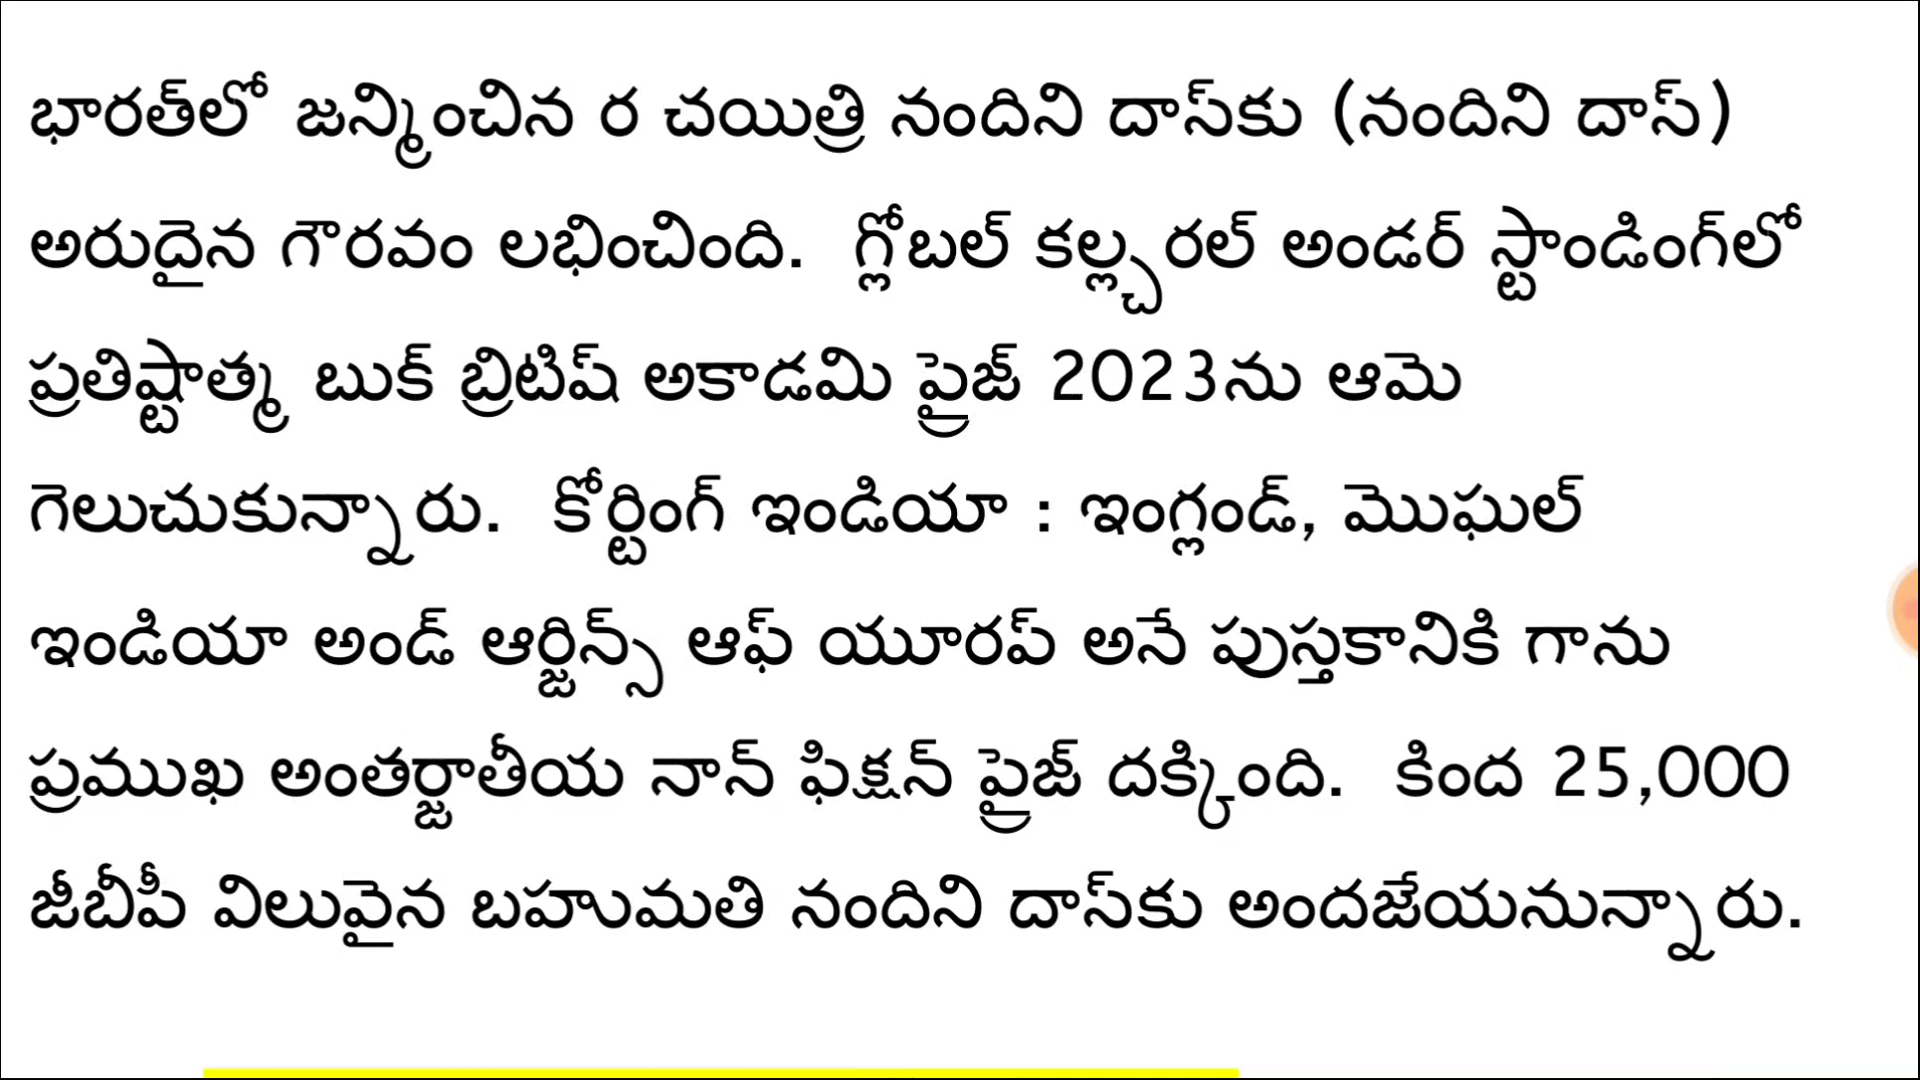 భారత్‌లో జన్మించిన ర చయిత్రి నందిని దాస్‌కు (నందిని దాస్)
అరుదైన గౌరవం లభించింది. గ్లోబల్ కల్ల్చరల్ అండర్ స్టాండింగ్‌లో
ప్రతిష్టాత్మ బుక్ బ్రిటిష్ అకాడమి ప్రైజ్ 2023ను ఆమె
గెలుచుకున్నారు. కోర్టింగ్ ఇండియా : ఇంగ్లండ్, మొఘల్
ఇండియా అండ్ ఆర్జిన్స్ ఆఫ్ యూరప్ అనే పుస్తకానికి గాను
ప్రముఖ అంతర్జాతీయ నాన్ ఫిక్షన్ ప్రైజ్ దక్కింది. కింద 25,000
జీబీపీ విలువైన బహుమతి నందిని దాస్‌కు అందజేయనున్నారు.